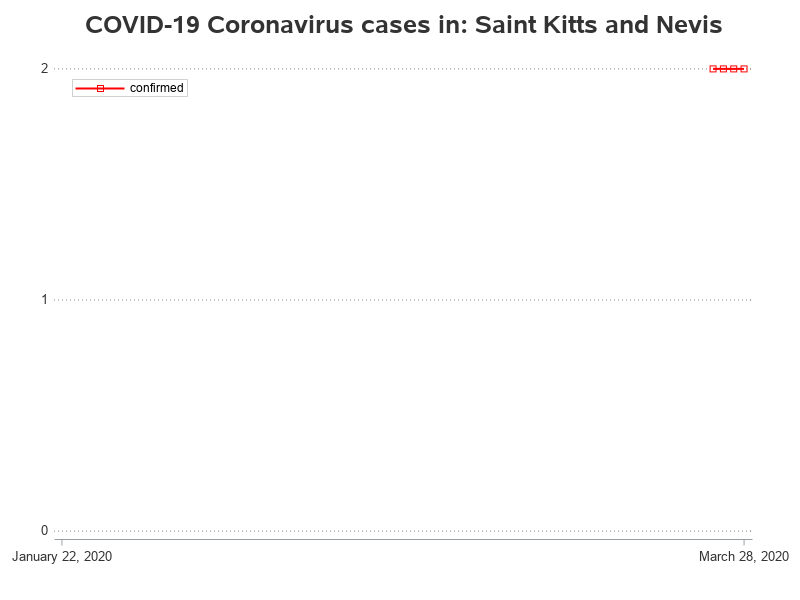 COVID-19 Coronavirus cases in: Saint Kitts and Nevis
2
confirmed
1
0
January 22, 2020
March 28, 2020